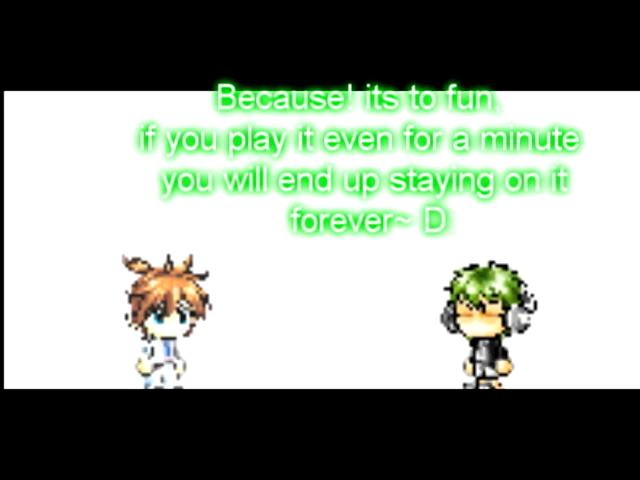 Because! its to fun,
if you play it even for a minute
you will end up staying on it
forever~ D